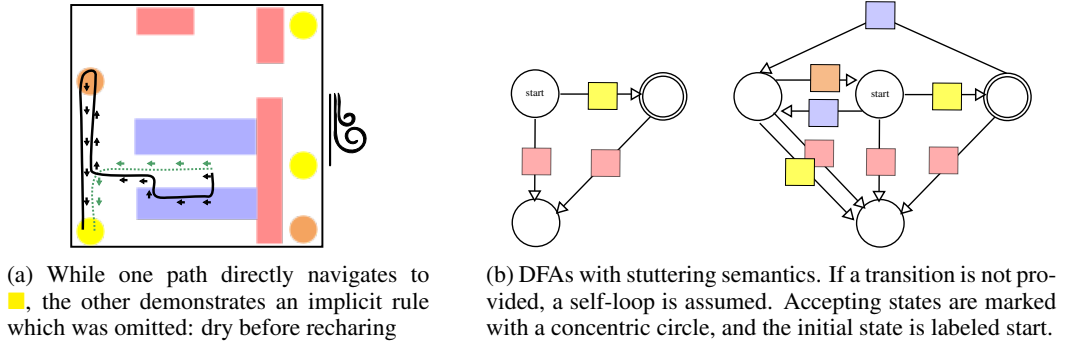 start
start
(a) While one path directly navigates to
, the other demonstrates an implicit rule
which was omitted: dry before recharing
(b) DFAs with stuttering semantics. If a transition is not pro-
vided, a self-loop is assumed. Accepting states are marked
with a concentric circle, and the initial state is labeled start.